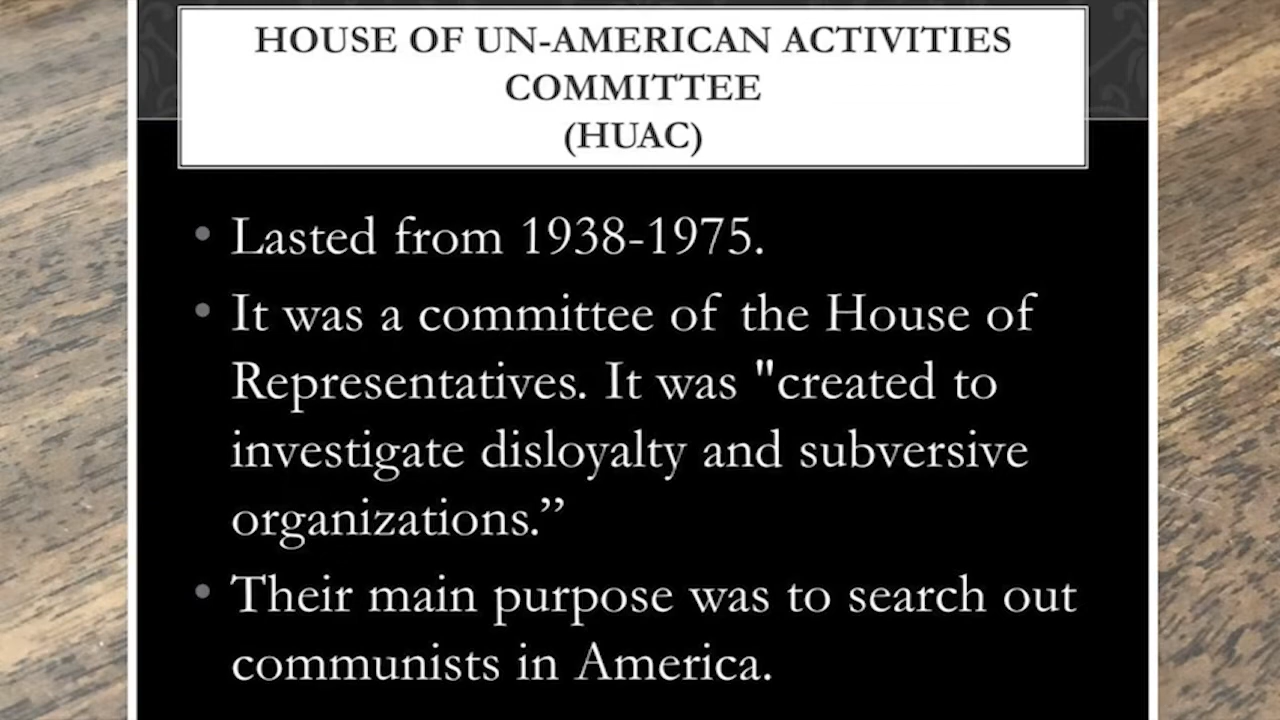 HOUSE OF UN-AMERICAN ACTIVITIES
COMMITTEE
(HUAC)
• Lasted from 1938-1975.
• It was a committee of the House of
Representatives. It was "created to
investigate disloyalty and subversive
organizations.”
• Their main purpose was to search out
communists in America.